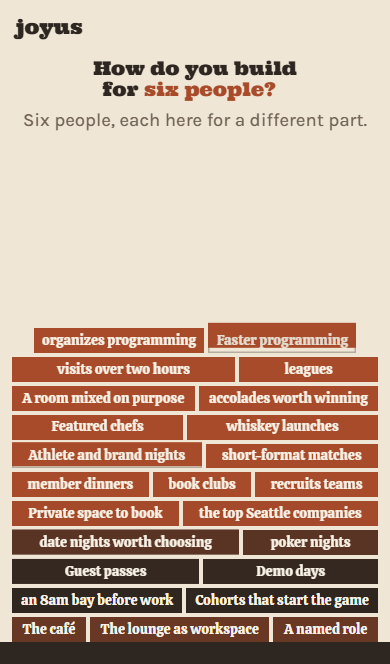 joyus
How do you build
for six people?
Six people, each here for a different part.
organizes programming Faster programming
visits over two hours leagues
A room mixed on purpose accolades worth winning
Featured chefs whiskey launches
Athlete and brand nights short-format matches
member dinners book clubs recruits teams
Private space to book the top Seattle companies
date nights worth choosing poker nights
Guest passes Demo days
an 8am bay before work Cohorts that start the game
The café The lounge as workspace A named role